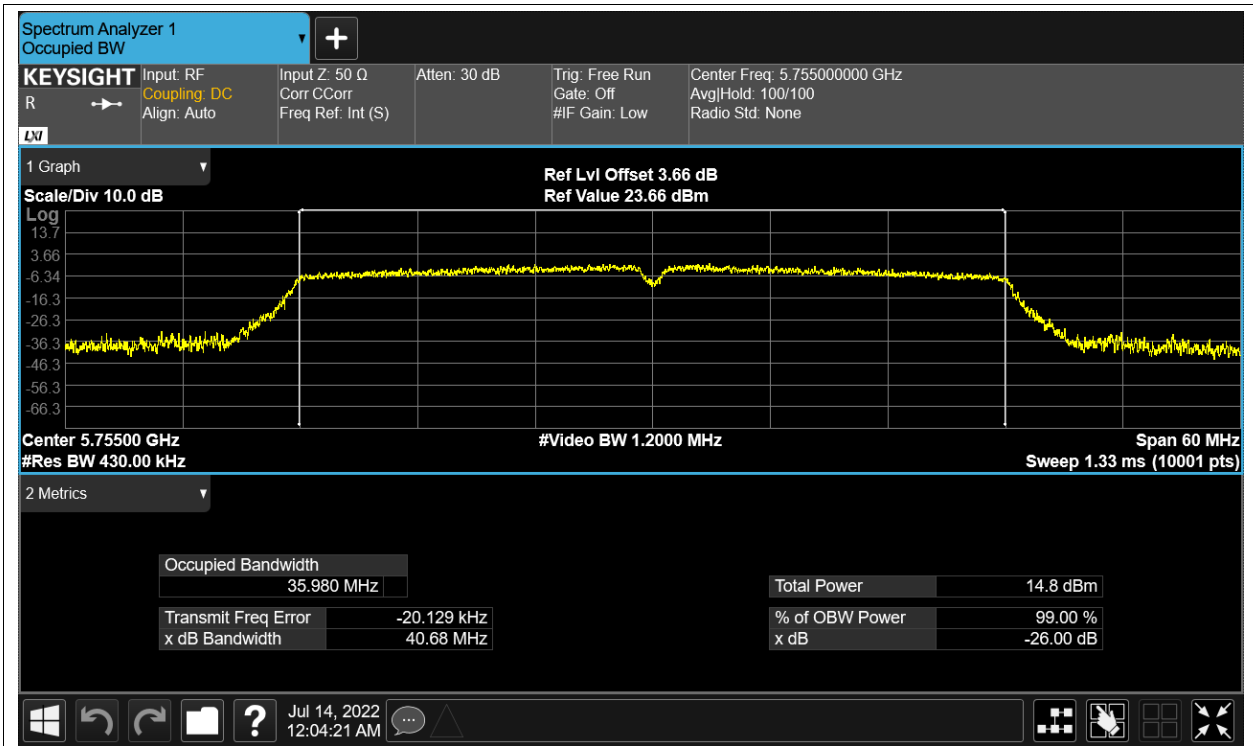 Spectrum Analyzer 1
Occupied BW
+
KEYSIGHT
R
LXI
Input: RF
Coupling: DC
Align: Auto
Input Z: 50 Ω
Corr CCorr
Freq Ref: Int (S)
Atten: 30 dB
Trig: Free Run
Gate: Off
#IF Gain: Low
Center Freq: 5.755000000 GHz
Avg|Hold: 100/100
Radio Std: None
1 Graph
Scale/Div 10.0 dB
Ref Lvl Offset 3.66 dB
Ref Value 23.66 dBm
Log
13.7
3.66
-6.34
-16.3
-26.3
-36.3
-46.3
-56.3
-66.3
Center 5.75500 GHz
#Video BW 1.2000 MHz
Span 60 MHz
#Res BW 430.00 kHz
Sweep 1.33 ms (10001 pts)
2 Metrics
Occupied Bandwidth
35.980 MHz
Total Power 14.8 dBm
Transmit Freq Error -20.129 kHz
% of OBW Power 99.00 %
x dB Bandwidth 40.68 MHz
x dB -26.00 dB
?
Jul 14, 2022
12:04:21 AM